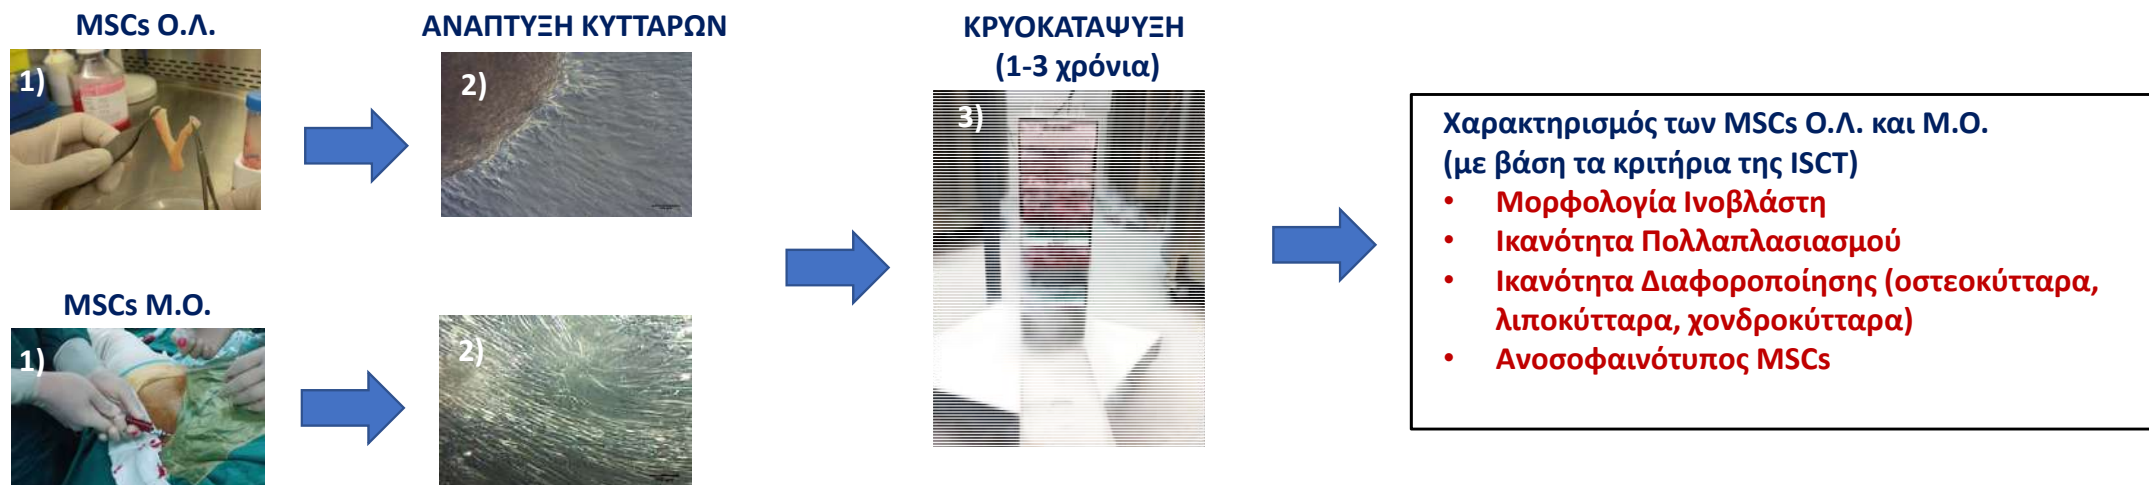 MSCs Ο.Λ.
1)
ΑΝΑΠΤΥΞΗ ΚΥΤΤΑΡΩΝ
2)
MSCs Μ.Ο.
1)
2)
ΚΡΥΟΚΑΤΑΨΥΞΗ
(1-3 χρόνια)
3)
Χαρακτηρισμός των MSCs Ο.Λ. και Μ.Ο.
(με βάση τα κριτήρια της ISCT)
• Μορφολογία Ινοβλάστη
• Ικανότητα Πολλαπλασιασμού
• Ικανότητα Διαφοροποίησης (οστεοκύτταρα,
λιποκύτταρα, χονδροκύτταρα)
• Ανοσοφαινότυπος MSCs